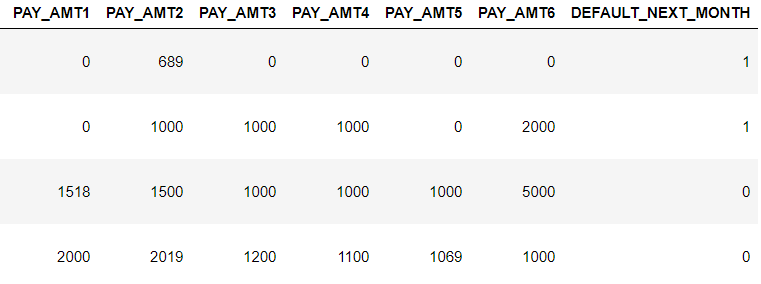 PAY_AMT1 PAY_AMT2 PAY_AMT3 PAY_AMT4 PAY_AMT5 PAY_AMT6 DEFAULT_NEXT_MONTH
0 689 0 0 0 0 1
0 1000 1000 1000 0 2000 1
1518 1500 1000 1000 1000 5000 0
2000 2019 1200 1100 1069 1000 0